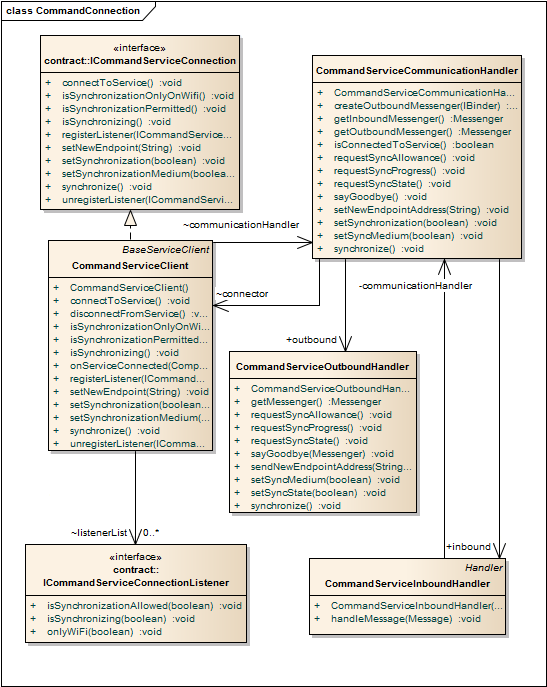 class CommandConnection
«interface»
contract::ICommandServiceConnection
+ connectToService() :void
+ isSynchronizationOnlyOnWifi() :void
+ isSynchronizationPermitted() :void
+ isSynchronizing() :void
+ registerListener(ICommandService...
+ setNewEndpoint(String) :void
+ setSynchronization(boolean) :void
+ setSynchronizationMedium(boolea...
+ synchronize() :void
+ unregisterListener(ICommandServi...
CommandServiceCommunicationHandler
+ CommandServiceCommunicationHa...
+ createOutboundMessenger(IBinder) :...
+ getInboundMessenger() :Messenger
+ getOutboundMessenger() :Messenger
+ isConnectedToService() :boolean
+ requestSyncAllowance() :void
+ requestSyncProgress() :void
+ requestSyncState() :void
+ sayGoodbye() :void
+ setNewEndpointAddress(String) :void
+ setSynchronization(boolean) :void
+ setSyncMedium(boolean) :void
+ synchronize() :void
~communicationHandler
BaseServiceClient
CommandServiceClient
+ CommandServiceClient()
+ connectToService() :void
+ disconnectFromService() :v...
+ isSynchronizationOnlyOnWi...
+ isSynchronizationPermitted...
+ isSynchronizing() :void
+ onServiceConnected(Comp...
+ registerListener(IComman...
+ setNewEndpoint(String) :void
+ setSynchronization(boolean...
+ setSynchronizationMedium(...
+ synchronize() :void
+ unregisterListener(IComma...
~connector
-communicationHandler
+outbound
CommandServiceOutboundHandler
+ CommandServiceOutboundHan...
+ getMessenger() :Messenger
+ requestSyncAllowance() :void
+ requestSyncProgress() :void
+ requestSyncState() :void
+ sayGoodbye(Messenger) :void
+ sendNewEndpointAddress(String...
+ setSyncMedium(boolean) :void
+ setSyncState(boolean) :void
+ synchronize() :void
~listenerList
0..*
+inbound
«interface»
contract::
ICommandServiceConnectionListener
+ isSynchronizationAllowed(boolean) :void
+ isSynchronizing(boolean) :void
+ onlyWiFi(boolean) :void
Handler
CommandServiceInboundHandler
+ CommandServiceInboundHandler(...
+ handleMessage(Message) :void